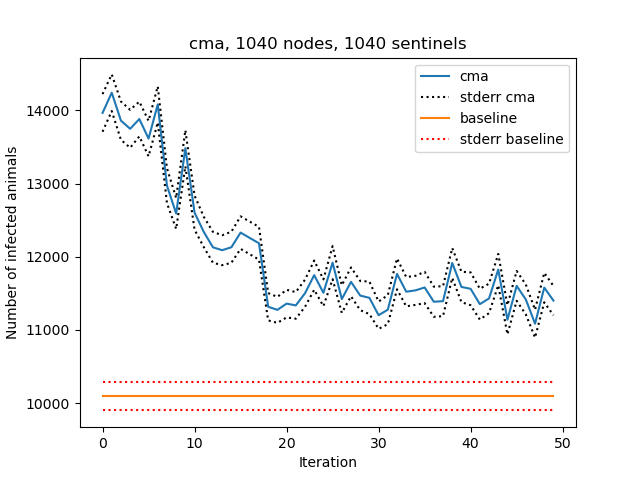 cma, 1040 nodes, 1040 sentinels
cma
stderr cma
baseline
stderr baseline
Number of infected animals
14000
13000
12000
11000
10000
0 10 20 30 40 50
Iteration